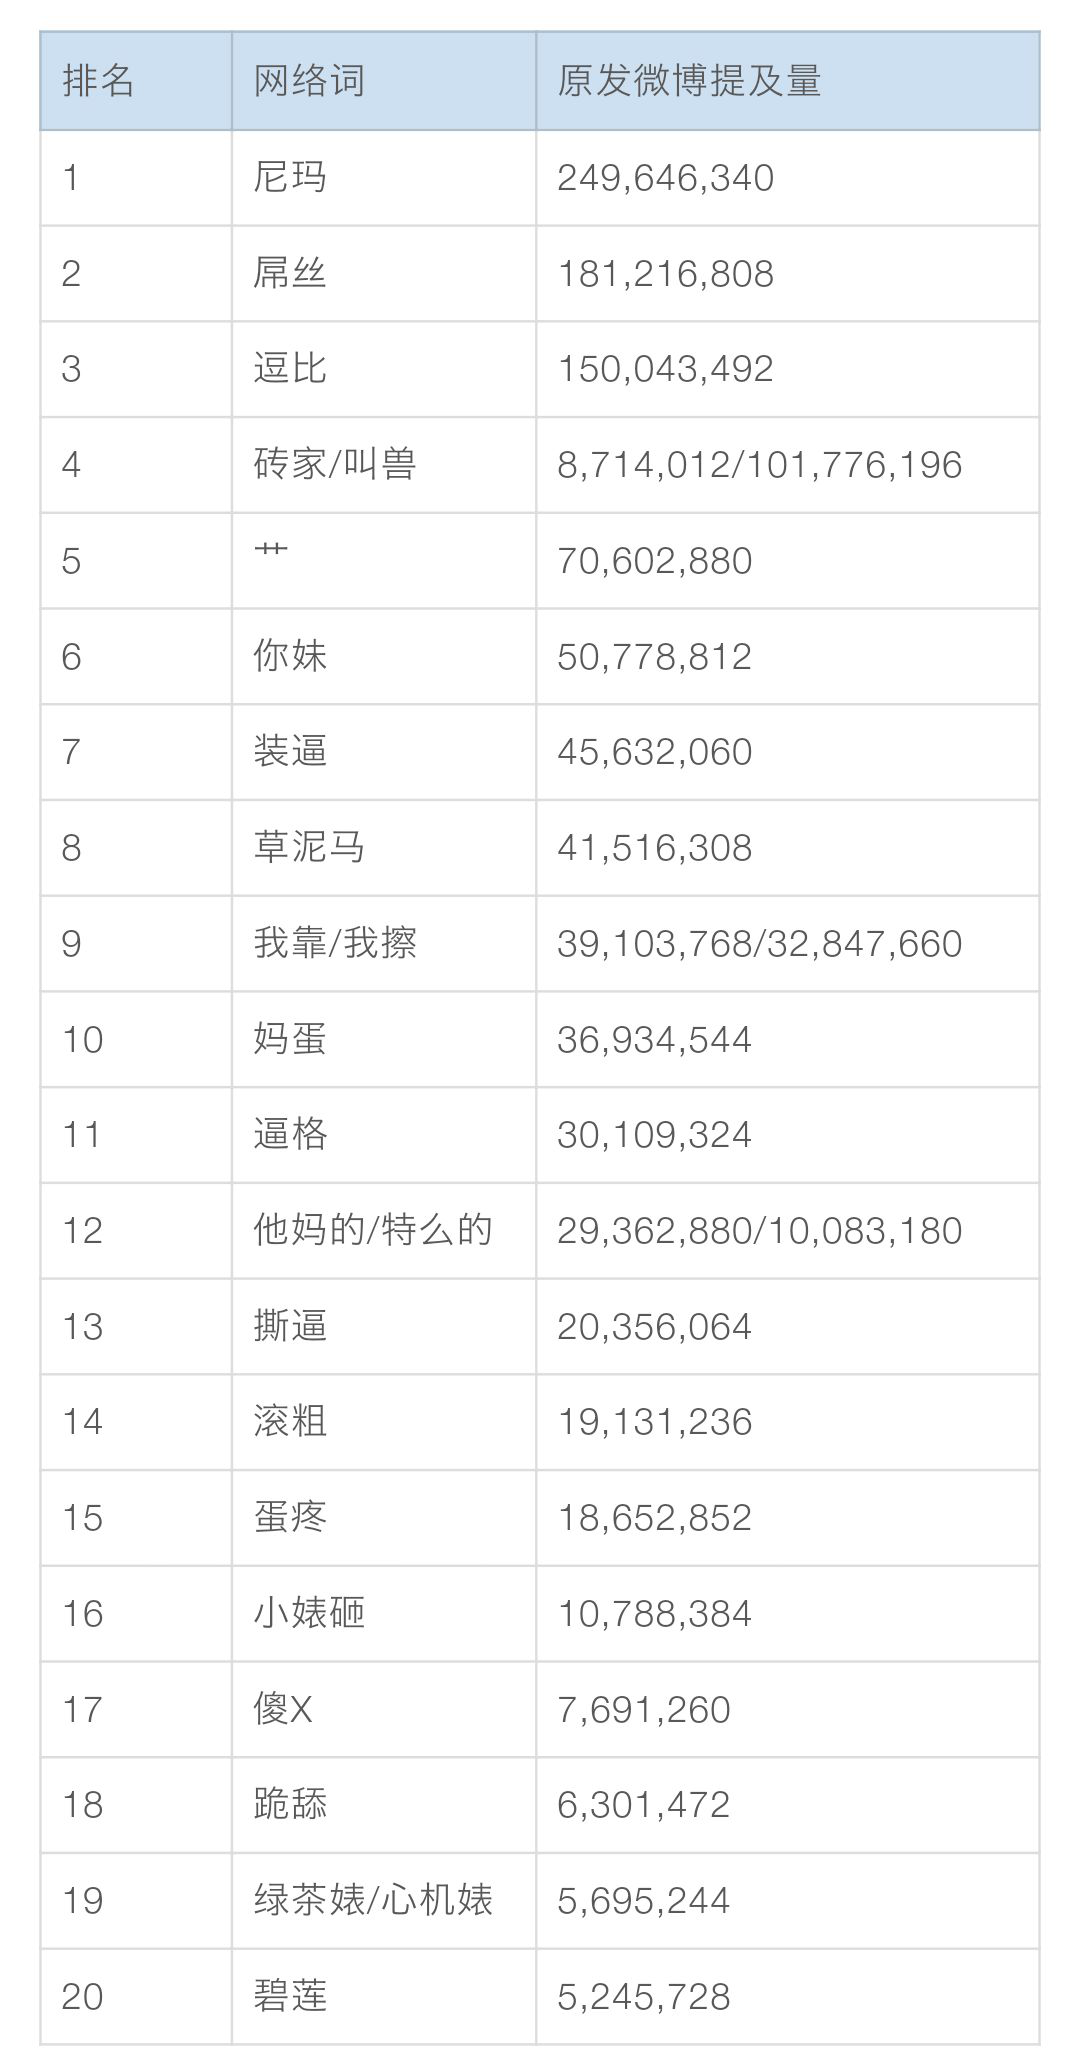 排名 网络词 原发微博提及量
1 尼玛 249,646,340
2 屌丝 181,216,808
3 逗比 150,043,492
4 砖家/叫兽 8,714,012/101,776,196
5 艹 70,602,880
6 你妹 50,778,812
7 装逼 45,632,060
8 草泥马 41,516,308
9 我靠/我擦 39,103,768/32,847,660
10 妈蛋 36,934,544
11 逼格 30,109,324
12 他妈的/特么的 29,362,880/10,083,180
13 撕逼 20,356,064
14 滚粗 19,131,236
15 蛋疼 18,652,852
16 小婊砸 10,788,384
17 傻X 7,691,260
18 跪舔 6,301,472
19 绿茶婊/心机婊 5,695,244
20 碧莲 5,245,728